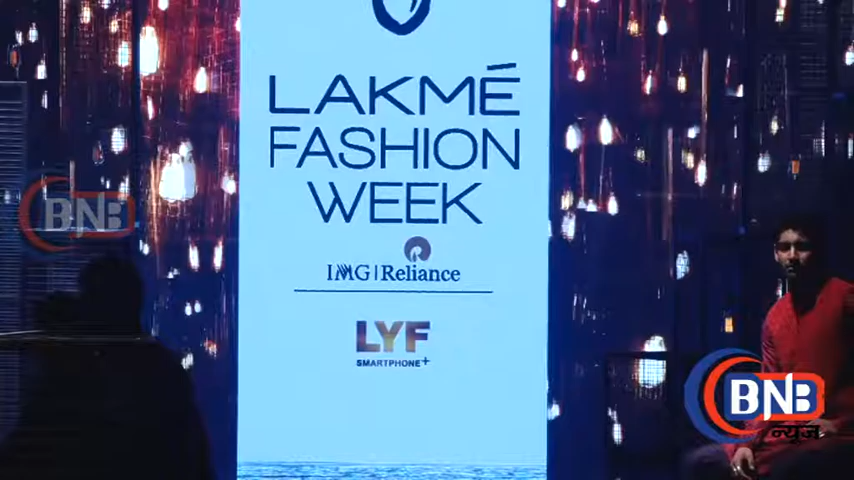 LAKMÉ
FASHION
WEEK
IMG | Reliance
LYF
SMARTPHONE+
BNB
BNB
न्यूज़